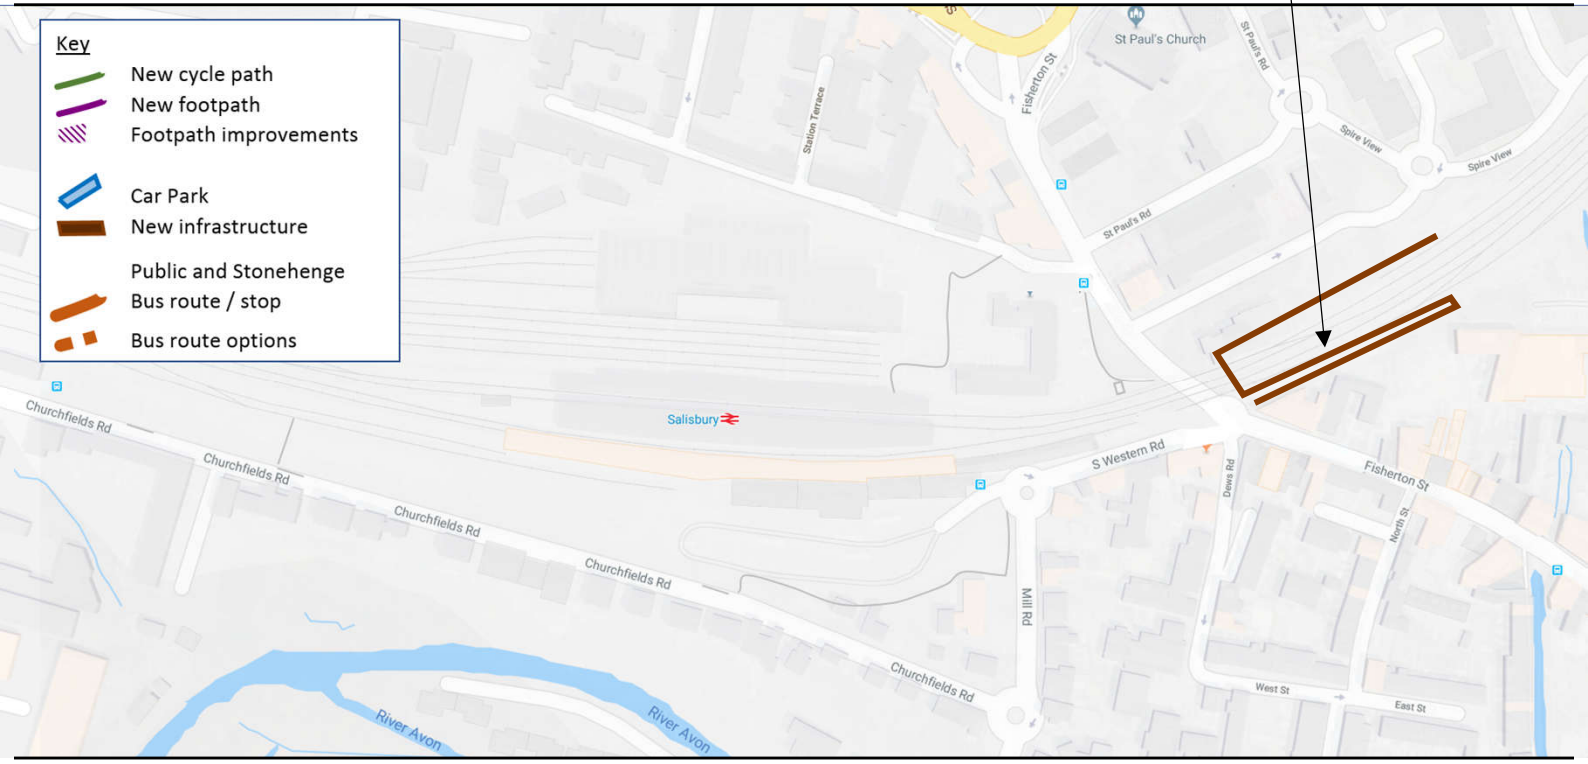 Key
New cycle path
New footpath
Footpath improvements
Car Park
New infrastructure
Public and Stonehenge
Bus route / stop
Bus route options
St Paul's Church
St Paul's Rd
Fisherton St
Station Terrace
Spire View
Spire View
St Paul's Rd
Salisbury
Churchfields Rd
Churchfields Rd
Churchfields Rd
Churchfields Rd
Churchfields Rd
S Western Rd
Dews Rd
Fisherton St
North St
Mill Rd
West St
East St
River Avon
River Avon